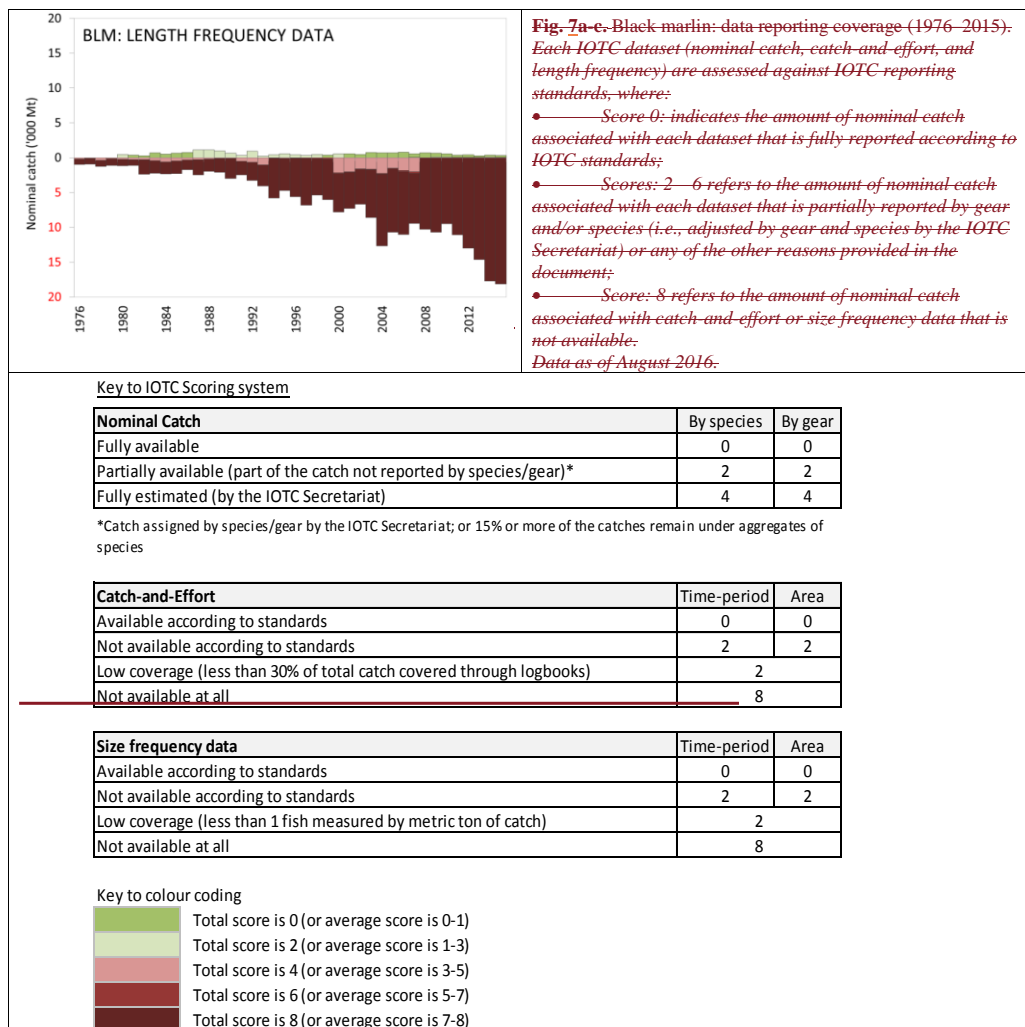 BLM: LENGTH FREQUENCY DATA
Nominal catch ('000 Mt)
20
15
10
5
0
5
10
15
20
1976
1980
1984
1988
1992
1996
2000
2004
2008
2012
Fig. 7a-c. Black marlin: data reporting coverage (1976–2015).
Each IOTC dataset (nominal catch, catch-and-effort, and
length frequency) are assessed against IOTC reporting
standards, where:
• Score 0: indicates the amount of nominal catch
associated with each dataset that is fully reported according to
IOTC standards;
• Scores: 2 – 6 refers to the amount of nominal catch
associated with each dataset that is partially reported by gear
and/or species (i.e., adjusted by gear and species by the IOTC
Secretariat) or any of the other reasons provided in the
document;
• Score: 8 refers to the amount of nominal catch
associated with catch-and-effort or size frequency data that is
not available.
Data as of August 2016.
Key to IOTC Scoring system
Nominal Catch By species By gear
Fully available 0 0
Partially available (part of the catch not reported by species/gear)* 2 2
Fully estimated (by the IOTC Secretariat) 4 4
*Catch assigned by species/gear by the IOTC Secretariat; or 15% or more of the catches remain under aggregates of
species
Catch-and-Effort Time-period Area
Available according to standards 0 0
Not available according to standards 2 2
Low coverage (less than 30% of total catch covered through logbooks) 2
Not available at all 8
Size frequency data Time-period Area
Available according to standards 0 0
Not available according to standards 2 2
Low coverage (less than 1 fish measured by metric ton of catch) 2
Not available at all 8
Key to colour coding
Total score is 0 (or average score is 0-1)
Total score is 2 (or average score is 1-3)
Total score is 4 (or average score is 3-5)
Total score is 6 (or average score is 5-7)
Total score is 8 (or average score is 7-8)